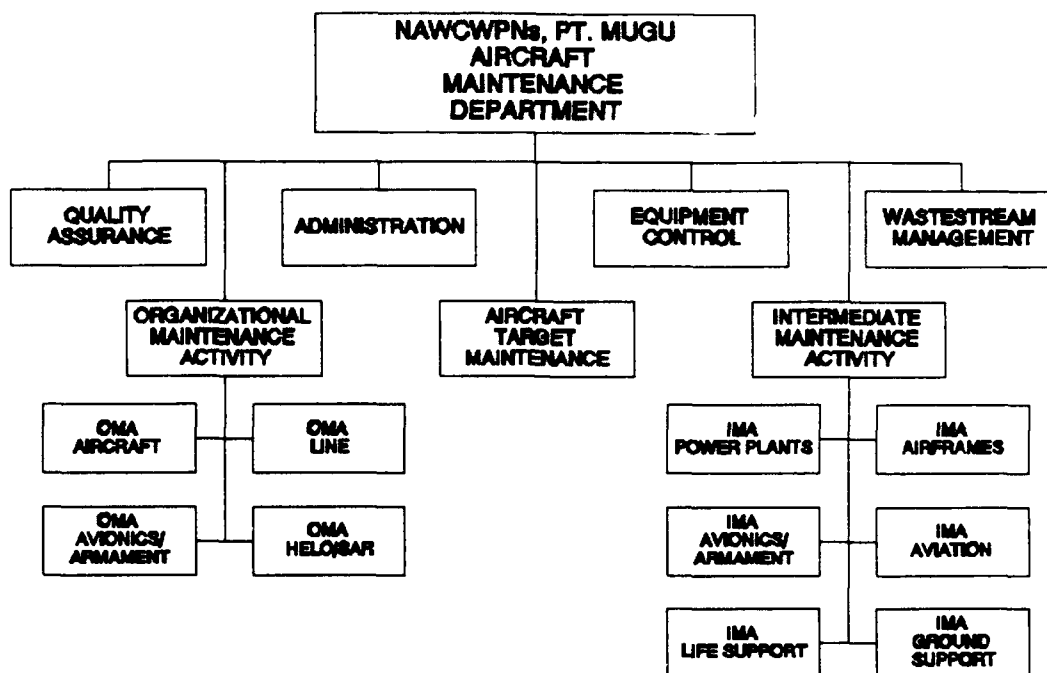 NAWCWPNs, PT. MUGU
AIRCRAFT
MAINTENANCE
DEPARTMENT
QUALITY
ASSURANCE
ADMINISTRATION
EQUIPMENT
CONTROL
WASTESTREAM
MANAGEMENT
ORGANIZATIONAL
MAINTENANCE
ACTIVITY
AIRCRAFT
TARGET
MAINTENANCE
INTERMEDIATE
MAINTENANCE
ACTIVITY
OMA
AIRCRAFT
OMA
LINE
IMA
POWER PLANTS
IMA
AIRFRAMES
OMA
AVIONICS/
ARMAMENT
OMA
HELO/SAR
IMA
AVIONICS/
ARMAMENT
IMA
AVIATION
IMA
LIFE SUPPORT
IMA
GROUND
SUPPORT